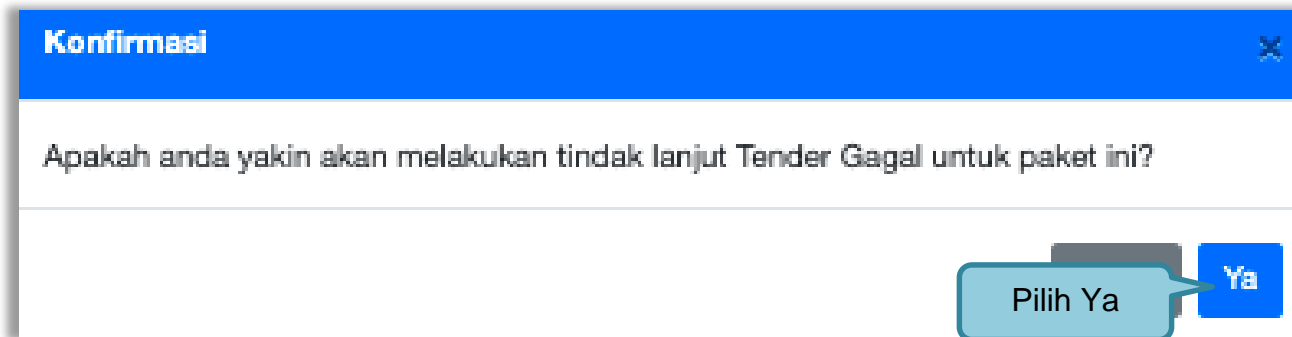 Konfirmasi
×
Apakah anda yakin akan melakukan tindak lanjut Tender Gagal untuk paket ini?
Pilih Ya
Ya